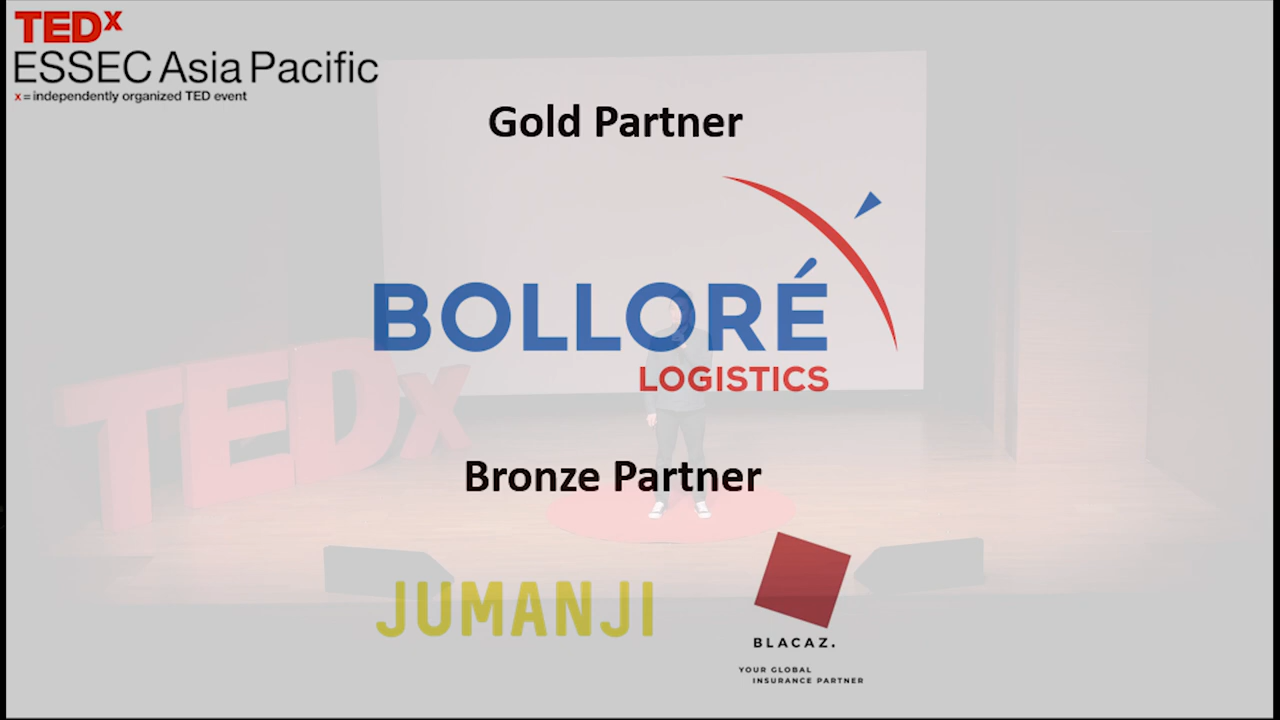 TEDx
ESSEC Asia Pacific
x = independently organized TED event
Gold Partner
BOLLORÉ
LOGISTICS
TEDx
Bronze Partner
JUMANJI
BLACAZ.
YOUR GLOBAL
INSURANCE PARTNER